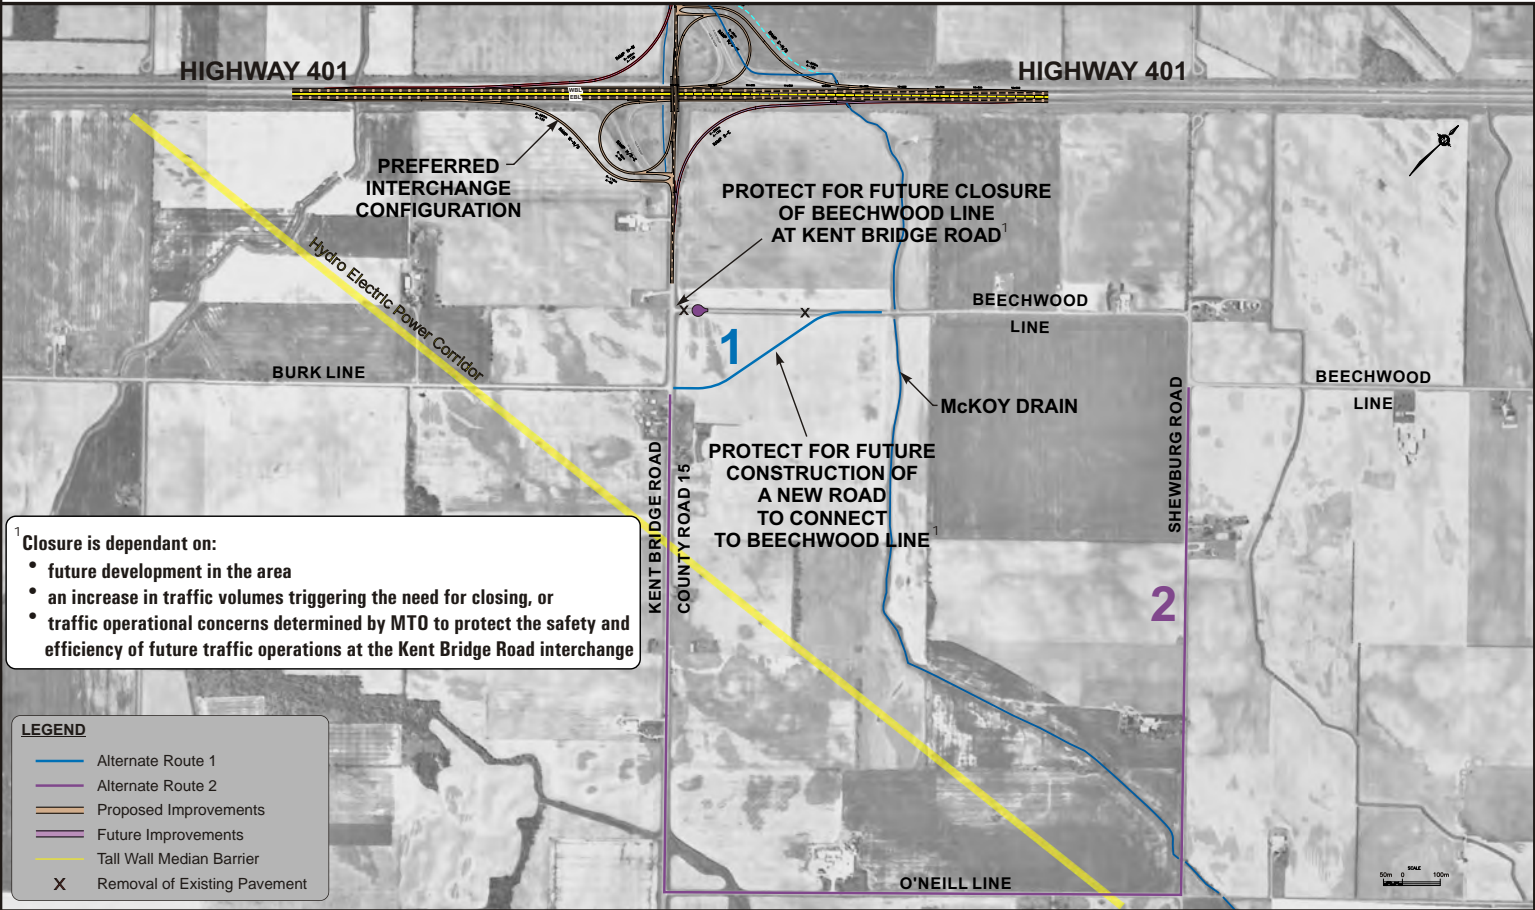 HIGHWAY 401
HIGHWAY 401
WBL
EBL
PREFERRED
INTERCHANGE
CONFIGURATION
PROTECT FOR FUTURE CLOSURE
OF BEECHWOOD LINE
AT KENT BRIDGE ROAD1
Hydro Electric Power Corridor
BEECHWOOD
LINE
1
BURK LINE
BEECHWOOD
LINE
McKOY DRAIN
PROTECT FOR FUTURE
CONSTRUCTION OF
A NEW ROAD
TO CONNECT
TO BEECHWOOD LINE1
KENT BRIDGE ROAD
COUNTY ROAD 15
SHEWBURG ROAD
2
1Closure is dependant on:
• future development in the area
• an increase in traffic volumes triggering the need for closing, or
• traffic operational concerns determined by MTO to protect the safety and
efficiency of future traffic operations at the Kent Bridge Road interchange
LEGEND
Alternate Route 1
Alternate Route 2
Proposed Improvements
Future Improvements
Tall Wall Median Barrier
X Removal of Existing Pavement
O'NEILL LINE
SCALE
50m 0 100m